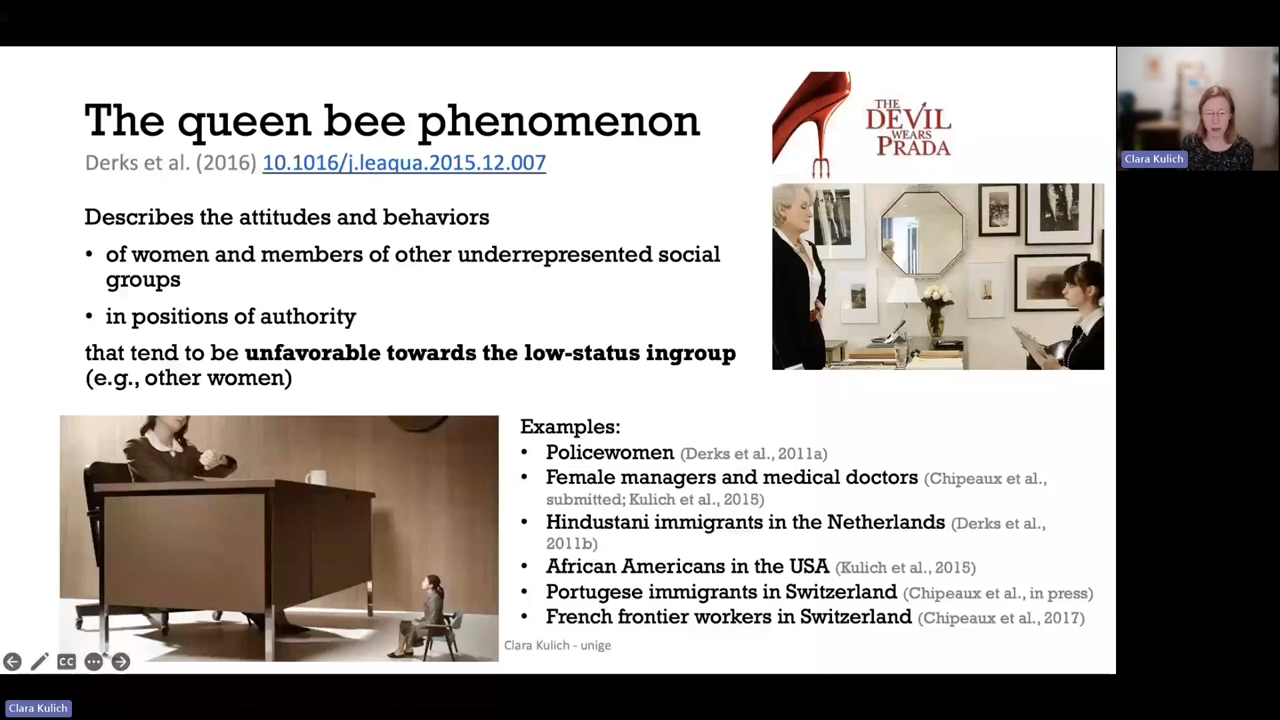 The queen bee phenomenon
Derks et al. (2016) 10.1016/j.leaqua.2015.12.007
Describes the attitudes and behaviors
• of women and members of other underrepresented social
groups
• in positions of authority
that tend to be unfavorable towards the low-status ingroup
(e.g., other women)
THE
DEVIL
WEARS
PRADA
Clara Kulich
Examples:
• Policewomen (Derks et al., 2011a)
• Female managers and medical doctors (Chipeaux et al.,
submitted; Kulich et al., 2015)
• Hindustani immigrants in the Netherlands (Derks et al.,
2011b)
• African Americans in the USA (Kulich et al., 2015)
• Portugese immigrants in Switzerland (Chipeaux et al., in press)
• French frontier workers in Switzerland (Chipeaux et al., 2017)
Clara Kulich - unige
CC
Clara Kulich